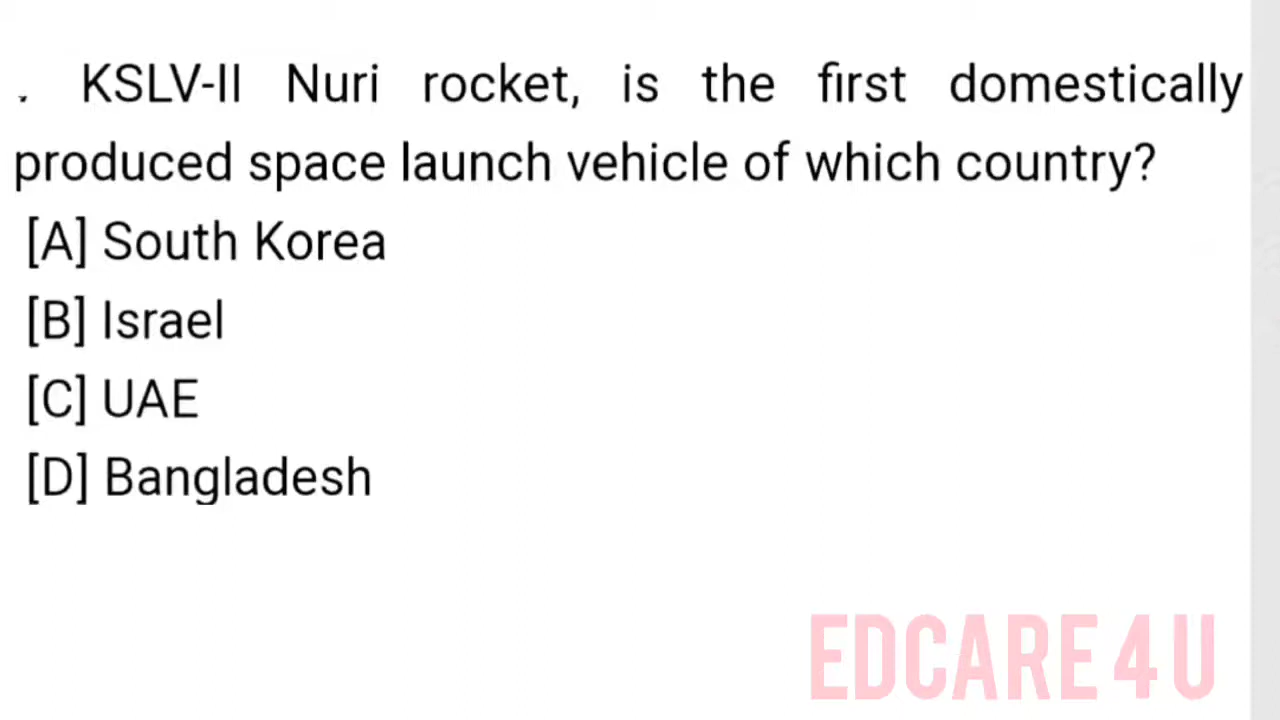 . KSLV-II Nuri rocket, is the first domestically
produced space launch vehicle of which country?
[A] South Korea
[B] Israel
[C] UAE
[D] Bangladesh
EDCARE 4 U